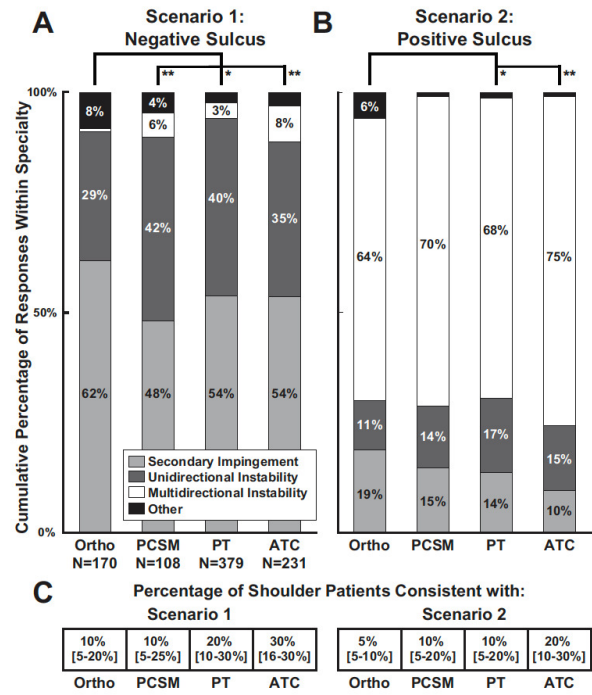 A
Scenario 1:
Negative Sulcus
B
Scenario 2:
Positive Sulcus
** * **
* **
Cumulative Percentage of Responses Within Specialty
100%
50%
0%
8% 4% 3% 8%
6%
29% 42% 40% 35%
62% 48% 54% 54%
6%
64% 70% 68% 75%
11% 14% 17% 15%
19% 15% 14% 10%
Secondary Impingement
Unidirectional Instability
Multidirectional Instability
Other
Ortho PCSM PT ATC
N=170 N=108 N=379 N=231
Ortho PCSM PT ATC
C Percentage of Shoulder Patients Consistent with:
Scenario 1 Scenario 2
10% 10% 20% 30% 5% 10% 10% 20%
[5-20%] [5-25%] [10-30%] [16-30%] [5-10%] [5-20%] [5-20%] [10-30%]
Ortho PCSM PT ATC Ortho PCSM PT ATC